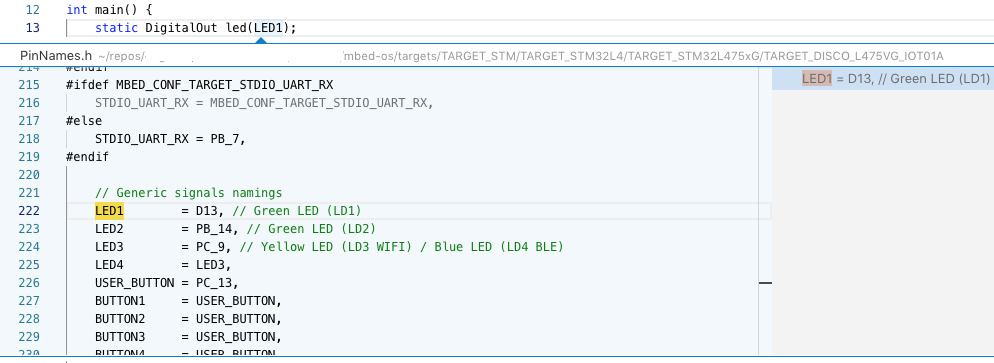 12 int main() {
13 static DigitalOut led(LED1);
PinNames.h ~/repos/ /mbed-os/targets/TARGET_STM/TARGET_STM32L4/TARGET_STM32L475xG/TARGET_DISCO_L475VG_IOT01A
214 #endif
215 #ifdef MBED_CONF_TARGET_STDIO_UART_RX
216 STDIO_UART_RX = MBED_CONF_TARGET_STDIO_UART_RX,
217 #else
218 STDIO_UART_RX = PB_7,
219 #endif
220
221 // Generic signals namings
222 LED1 = D13, // Green LED (LD1)
223 LED2 = PB_14, // Green LED (LD2)
224 LED3 = PC_9, // Yellow LED (LD3 WIFI) / Blue LED (LD4 BLE)
225 LED4 = LED3,
226 USER_BUTTON = PC_13,
227 BUTTON1 = USER_BUTTON,
228 BUTTON2 = USER_BUTTON,
229 BUTTON3 = USER_BUTTON,
230 BUTTON4 = USER_BUTTON
LED1 = D13, // Green LED (LD1)